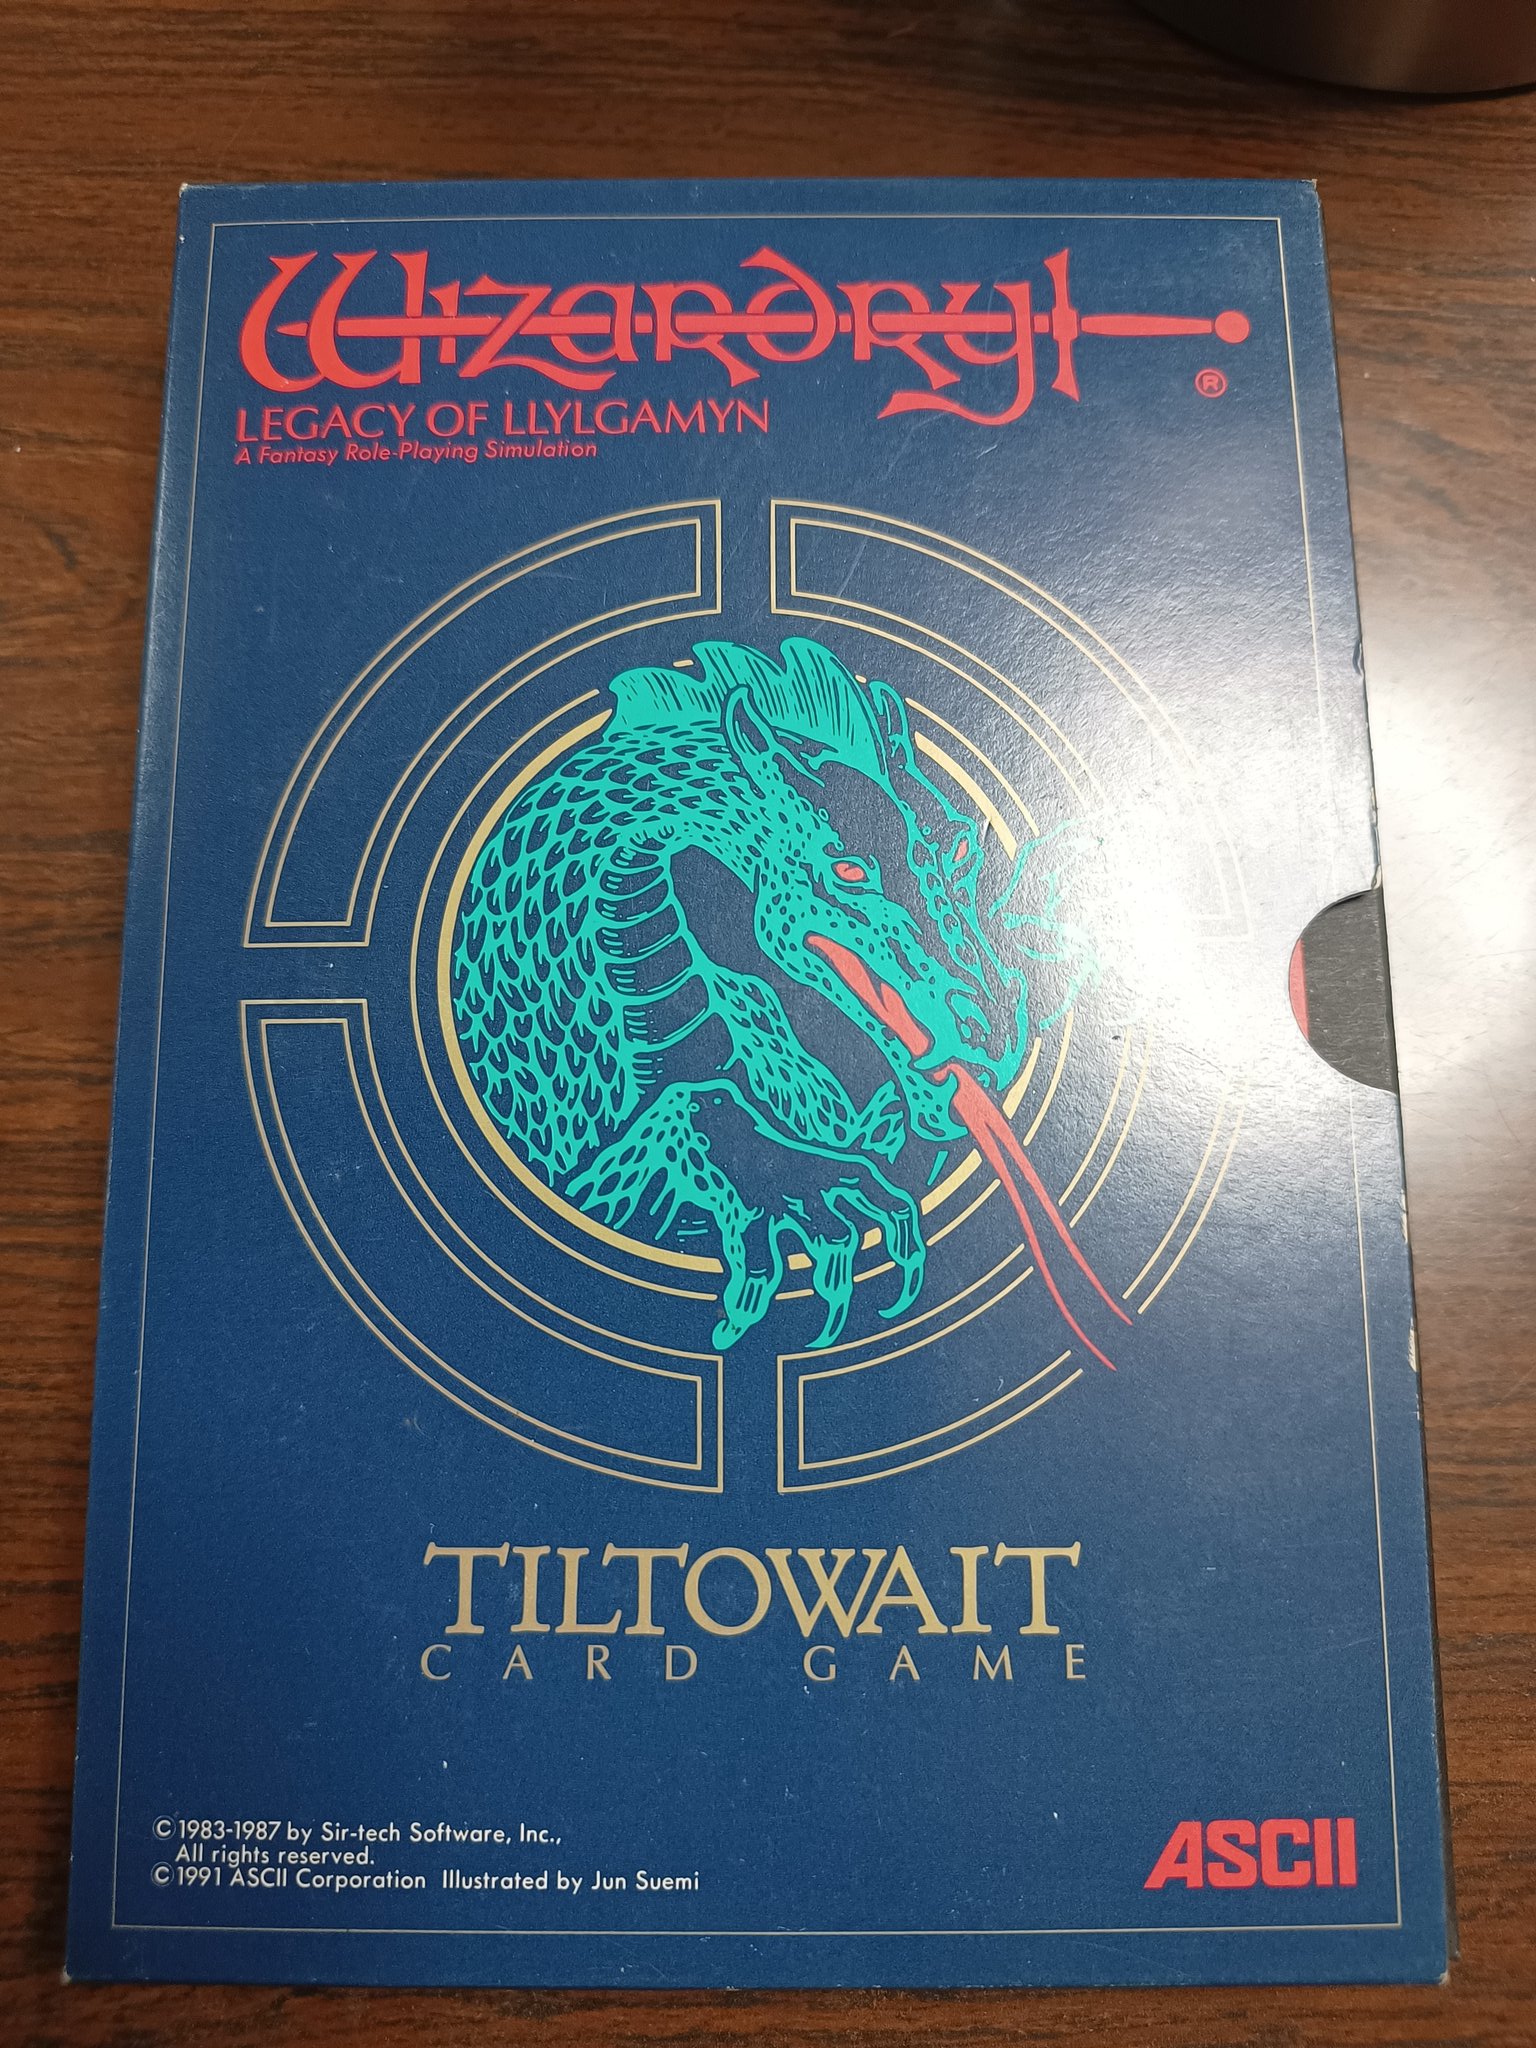 Wizardry
®
LEGACY OF LLYLGAMYN
A Fantasy Role-Playing Simulation
TILTOWAIT
CARD GAME
©1983-1987 by Sir-tech Software, Inc.,
All rights reserved.
©1991 ASCII Corporation Illustrated by Jun Suemi
ASCII